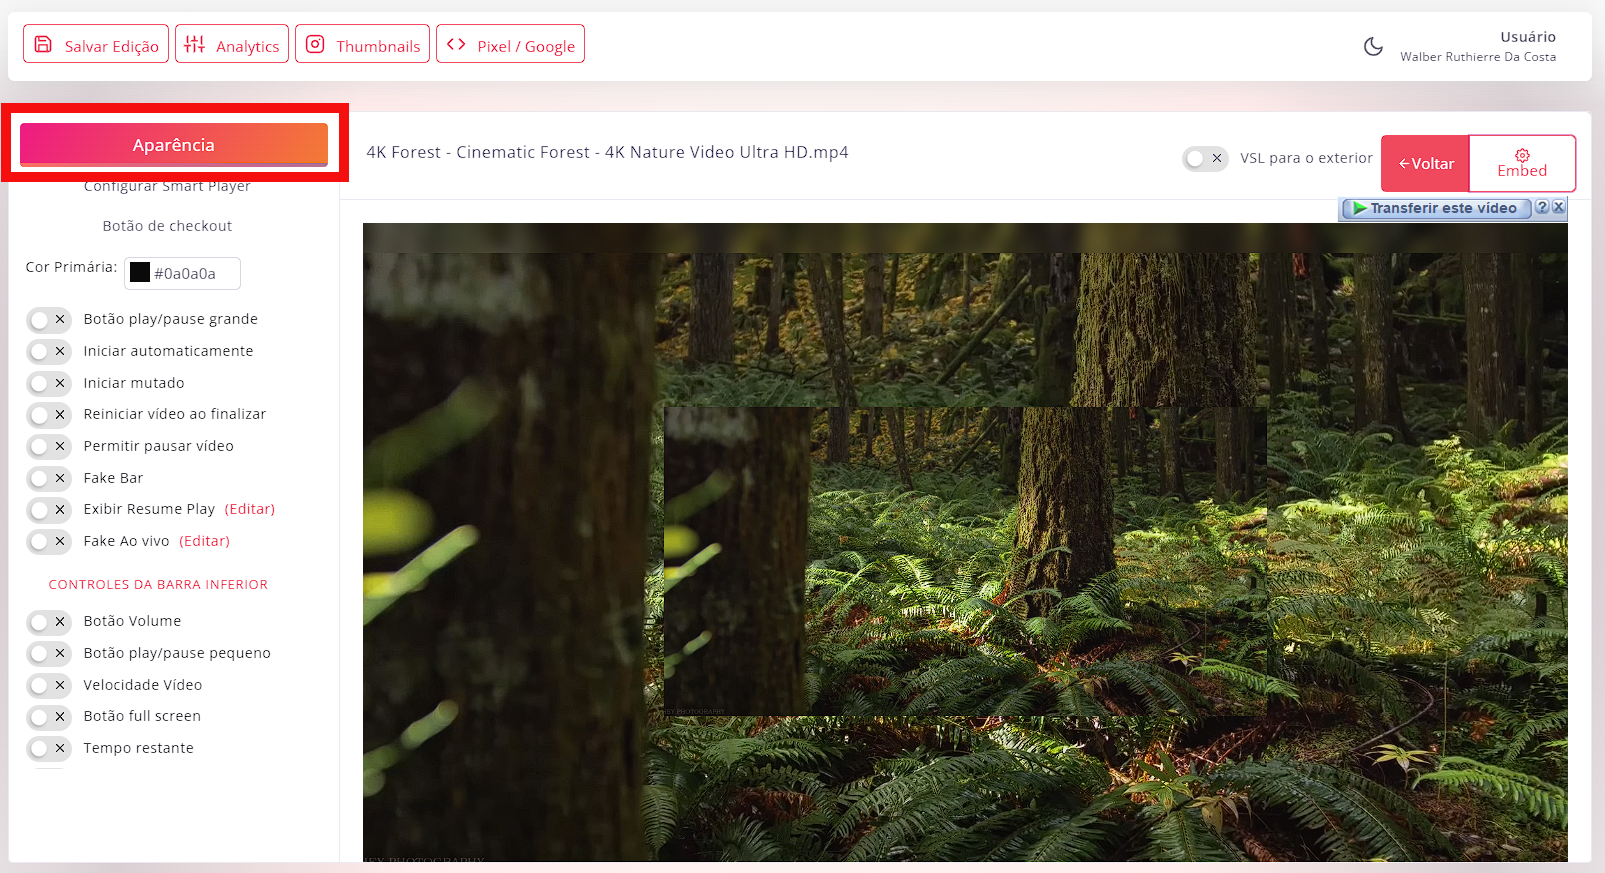 Salvar Edição
Analytics
Thumbnails
Pixel / Google
Usuário
Walber Ruthierre Da Costa
Aparência
Configurar Smart Player
Botão de checkout
Cor Primária: #0a0a0a
Botão play/pause grande
Iniciar automaticamente
Iniciar mutado
Reiniciar vídeo ao finalizar
Permitir pausar vídeo
Fake Bar
Exibir Resume Play (Editar)
Fake Ao vivo (Editar)
CONTROLES DA BARRA INFERIOR
Botão Volume
Botão play/pause pequeno
Velocidade Vídeo
Botão full screen
Tempo restante
4K Forest - Cinematic Forest - 4K Nature Video Ultra HD.mp4
VSL para o exterior
Voltar
Embed
Transferir este vídeo ? X
PHOTOGRAPHY
PHOTOGRAPHY